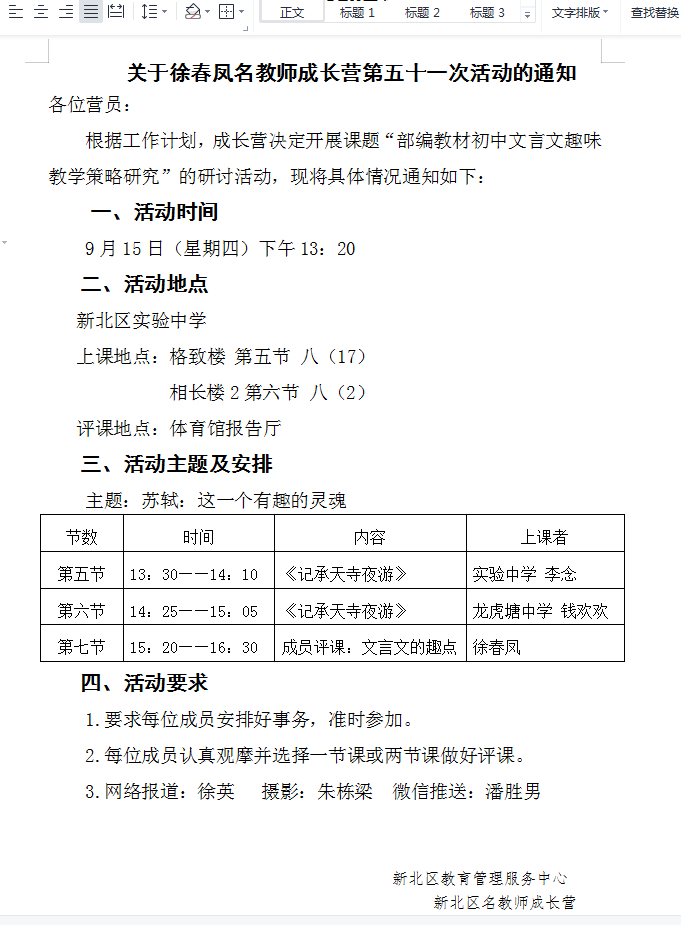 正文 标题 1 标题 2 标题 3 文字排版 查找替换
关于徐春凤名教师成长营第五十一次活动的通知
各位营员：
根据工作计划，成长营决定开展课题“部编教材初中文言文趣味
教学策略研究”的研讨活动，现将具体情况通知如下：
一、活动时间
9月15日（星期四）下午13：20
二、活动地点
新北区实验中学
上课地点：格致楼 第五节 八（17）
相长楼2第六节 八（2）
评课地点：体育馆报告厅
三、活动主题及安排
主题：苏轼：这一个有趣的灵魂
节数 时间 内容 上课者
第五节 13：30——14：10 《记承天寺夜游》 实验中学 李念
第六节 14：25——15：05 《记承天寺夜游》 龙虎塘中学 钱欢欢
第七节 15：20——16：30 成员评课：文言文的趣点 徐春凤
四、活动要求
1.要求每位成员安排好事务，准时参加。
2.每位成员认真观摩并选择一节课或两节课做好评课。
3.网络报道：徐英 摄影：朱栋梁 微信推送：潘胜男
新北区教育管理服务中心
新北区名教师成长营